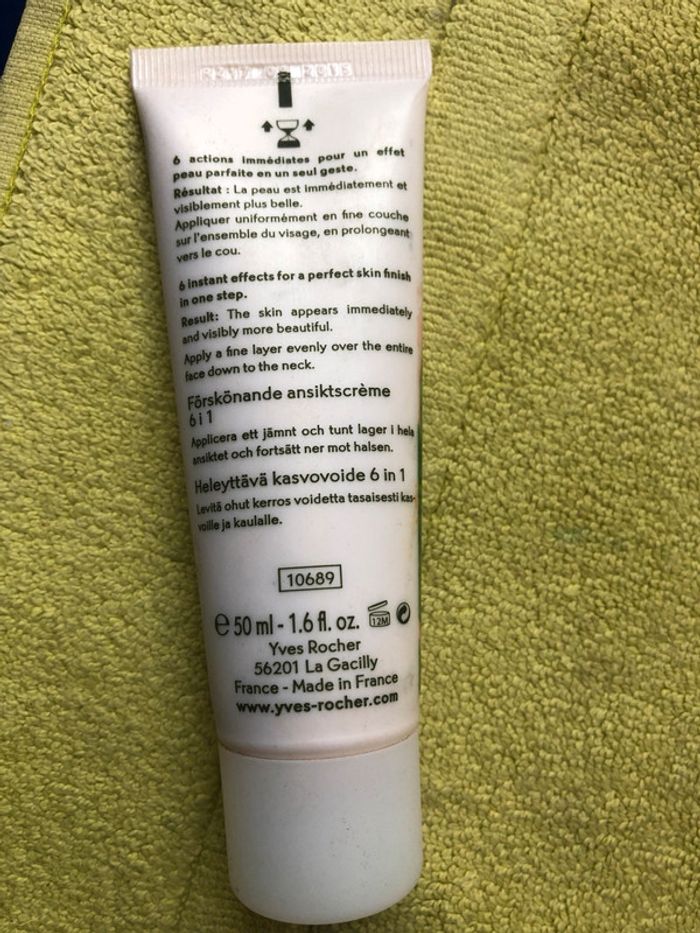 6 actions immédiates pour un effet
peau parfaite en un seul geste.
Résultat : La peau est immédiatement et
visiblement plus belle.
Appliquer uniformément en fine couche
sur l'ensemble du visage, en prolongeant
vers le cou.
6 instant effects for a perfect skin finish
in one step.
Result: The skin appears immediately
and visibly more beautiful.
Apply a fine layer evenly over the entire
face down to the neck.
Förskönande ansiktscrème
6 i 1
Applicera ett jämnt och tunt lager i hela
ansiktet och fortsätt ner mot halsen.
Heleyttävä kasvovoide 6 in 1
Levitä ohut kerros voidetta tasaisesti kas-
voille ja kaulalle.
10689
e 50 ml - 1.6 fl. oz. 12M
Yves Rocher
56201 La Gacilly
France - Made in France
www.yves-rocher.com